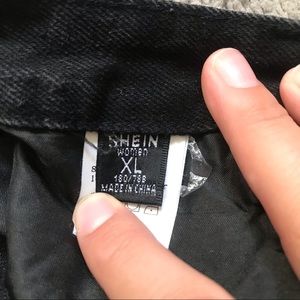 SHEIN
women
XL
180/78B
MADE IN CHINA